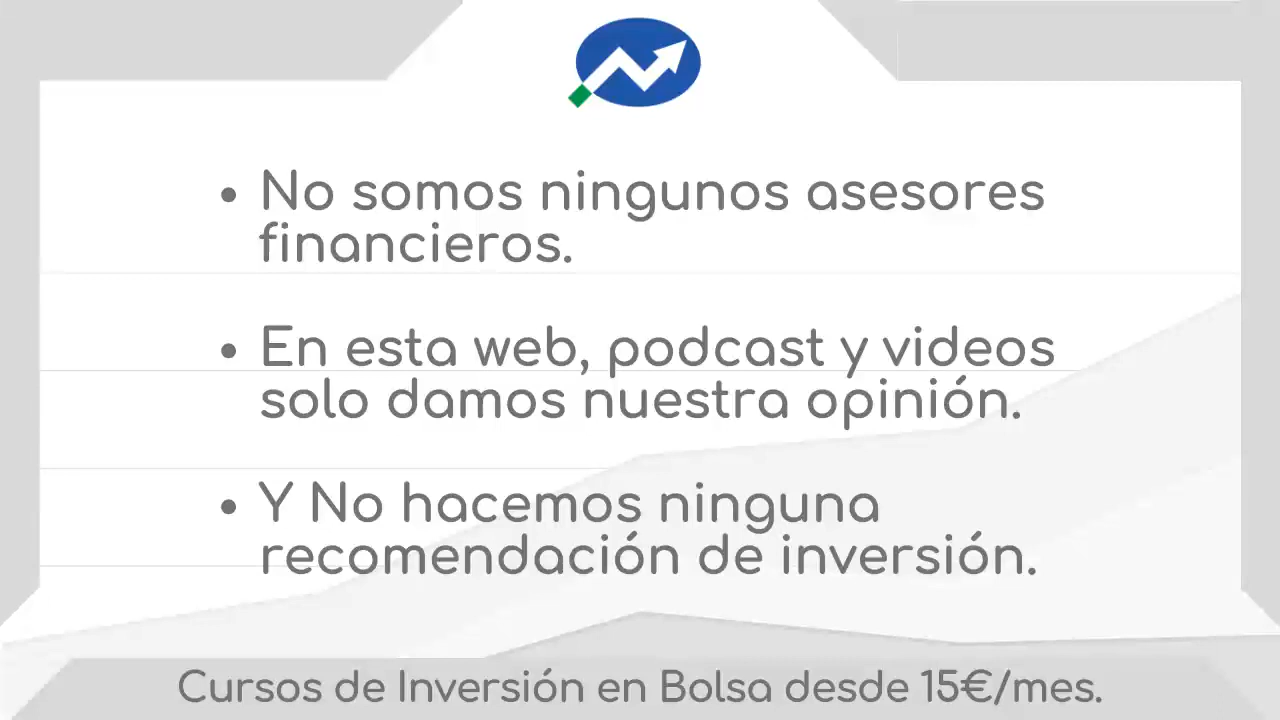 • No somos ningunos asesores
financieros.
• En esta web, podcast y videos
solo damos nuestra opinión.
• Y No hacemos ninguna
recomendación de inversión.
Cursos de Inversión en Bolsa desde 15€/mes.